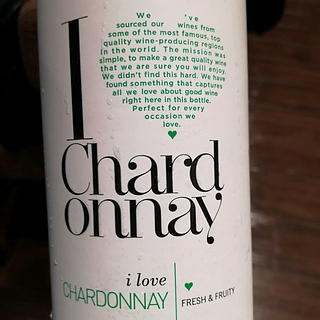 I
We 've
sourced our wines from
some of the most famous, top
quality wine-producing regions
in the world. The mission was
simple, to make a great quality wine
that we are sure you will enjoy.
We didn't find this hard. We have
found something that captures
all we love about good wine
right here in this bottle.
Perfect for every
occasion we
love.
Chard
onnay
i love
CHARDONNAY
FRESH & FRUITY